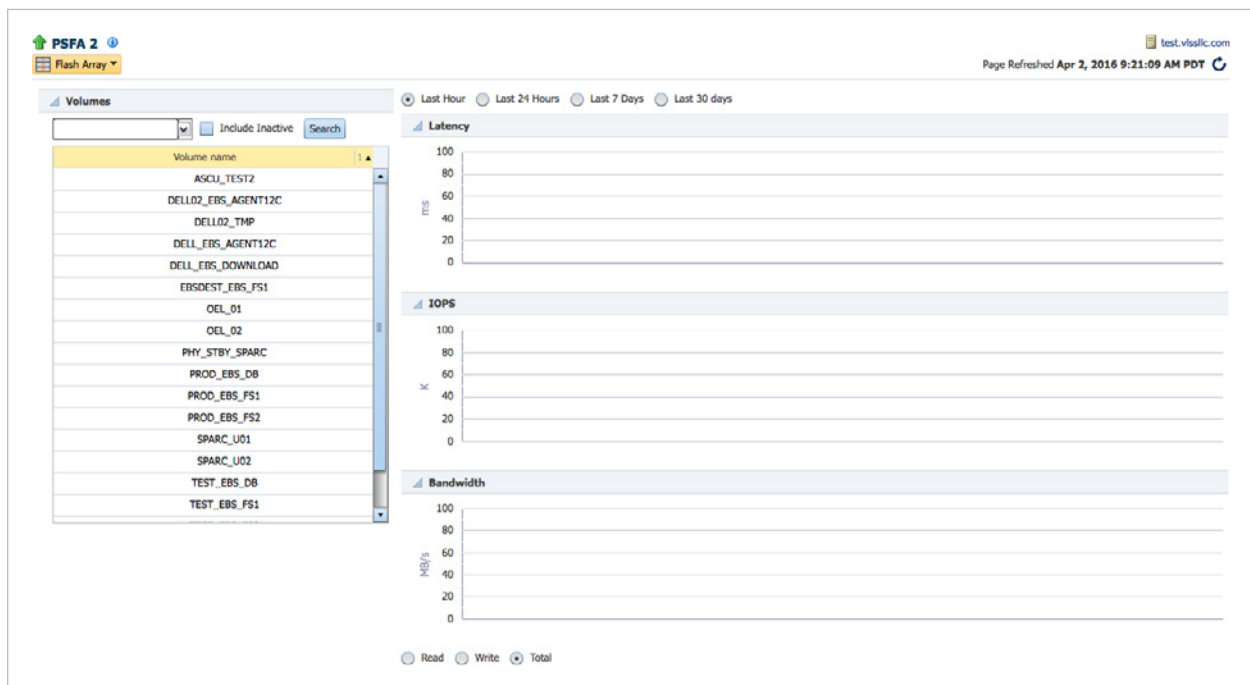 PSFA 2
test.vlssllc.com
Flash Array
Page Refreshed Apr 2, 2016 9:21:09 AM PDT
Volumes
Include Inactive Search
Volume name 1
ASCU_TEST2
DELL02_EBS_AGENT12C
DELL02_TMP
DELL_EBS_AGENT12C
DELL_EBS_DOWNLOAD
EBSDEST_EBS_FS1
OEL_01
OEL_02
PHY_STBY_SPARC
PROD_EBS_DB
PROD_EBS_FS1
PROD_EBS_FS2
SPARC_U01
SPARC_U02
TEST_EBS_DB
TEST_EBS_FS1
Last Hour Last 24 Hours Last 7 Days Last 30 days
Latency
ms
100
80
60
40
20
0
IOPS
K
100
80
60
40
20
0
Bandwidth
MB/s
100
80
60
40
20
0
Read Write Total